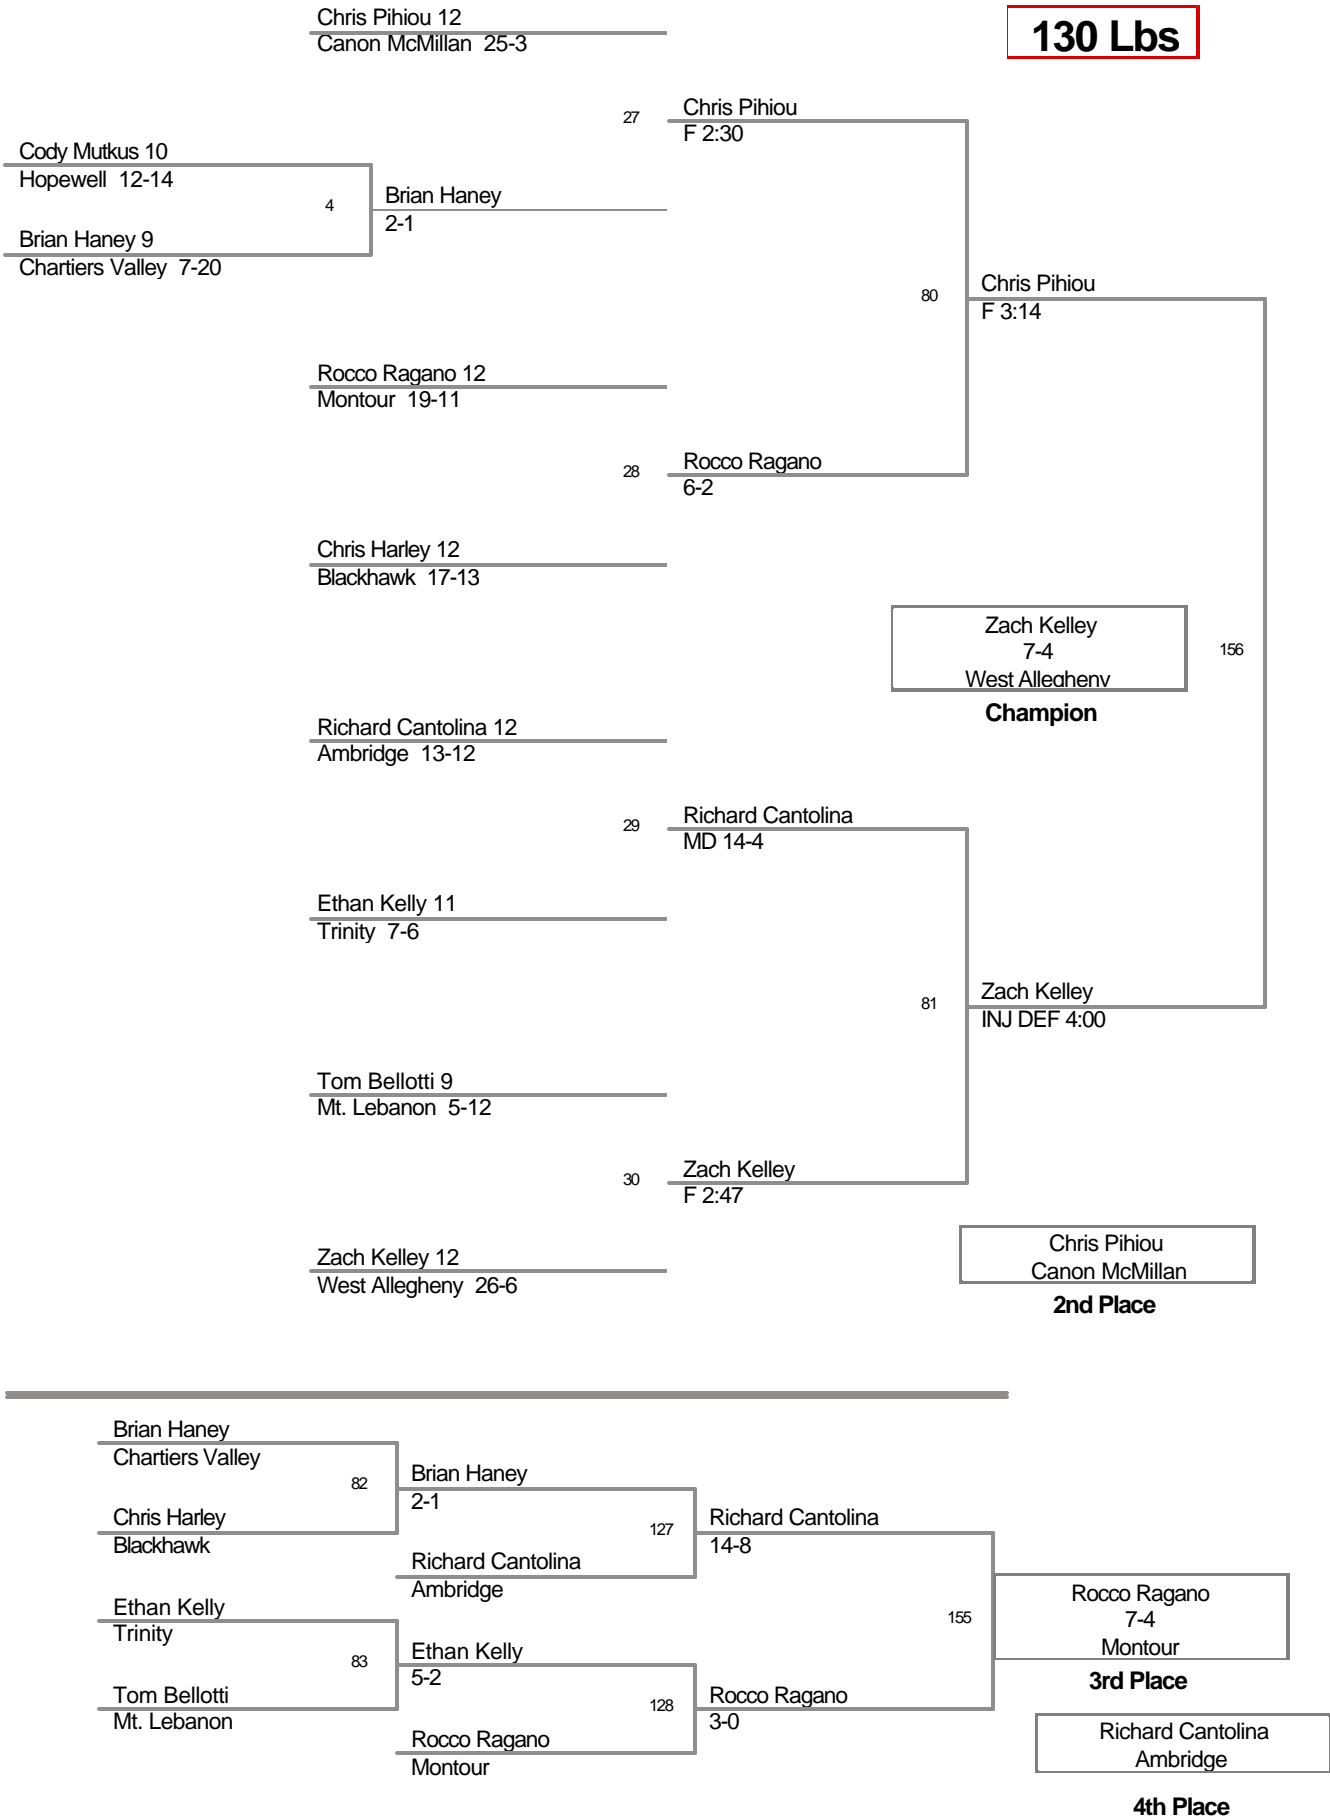 Chris Pihiou 12
Canon McMillan  25-3
130 Lbs
27
Chris Pihiou
F 2:30
Cody Mutkus 10
Hopewell  12-14
4
Brian Haney
2-1
Brian Haney 9
Chartiers Valley  7-20
80
Chris Pihiou
F 3:14
Rocco Ragano 12
Montour  19-11
28
Rocco Ragano
6-2
Chris Harley 12
Blackhawk  17-13
Zach Kelley
7-4
West Allegheny
Champion
156
Richard Cantolina 12
Ambridge  13-12
29
Richard Cantolina
MD 14-4
Ethan Kelly 11
Trinity  7-6
81
Zach Kelley
INJ DEF 4:00
Tom Bellotti 9
Mt. Lebanon  5-12
30
Zach Kelley
F 2:47
Zach Kelley 12
West Allegheny  26-6
Chris Pihiou
Canon McMillan
2nd Place
Brian Haney
Chartiers Valley
82
Brian Haney
2-1
Chris Harley
Blackhawk
127
Richard Cantolina
14-8
Richard Cantolina
Ambridge
Ethan Kelly
Trinity
155
Rocco Ragano
7-4
Montour
3rd Place
83
Ethan Kelly
5-2
Tom Bellotti
Mt. Lebanon
128
Rocco Ragano
3-0
Rocco Ragano
Montour
Richard Cantolina
Ambridge
4th Place